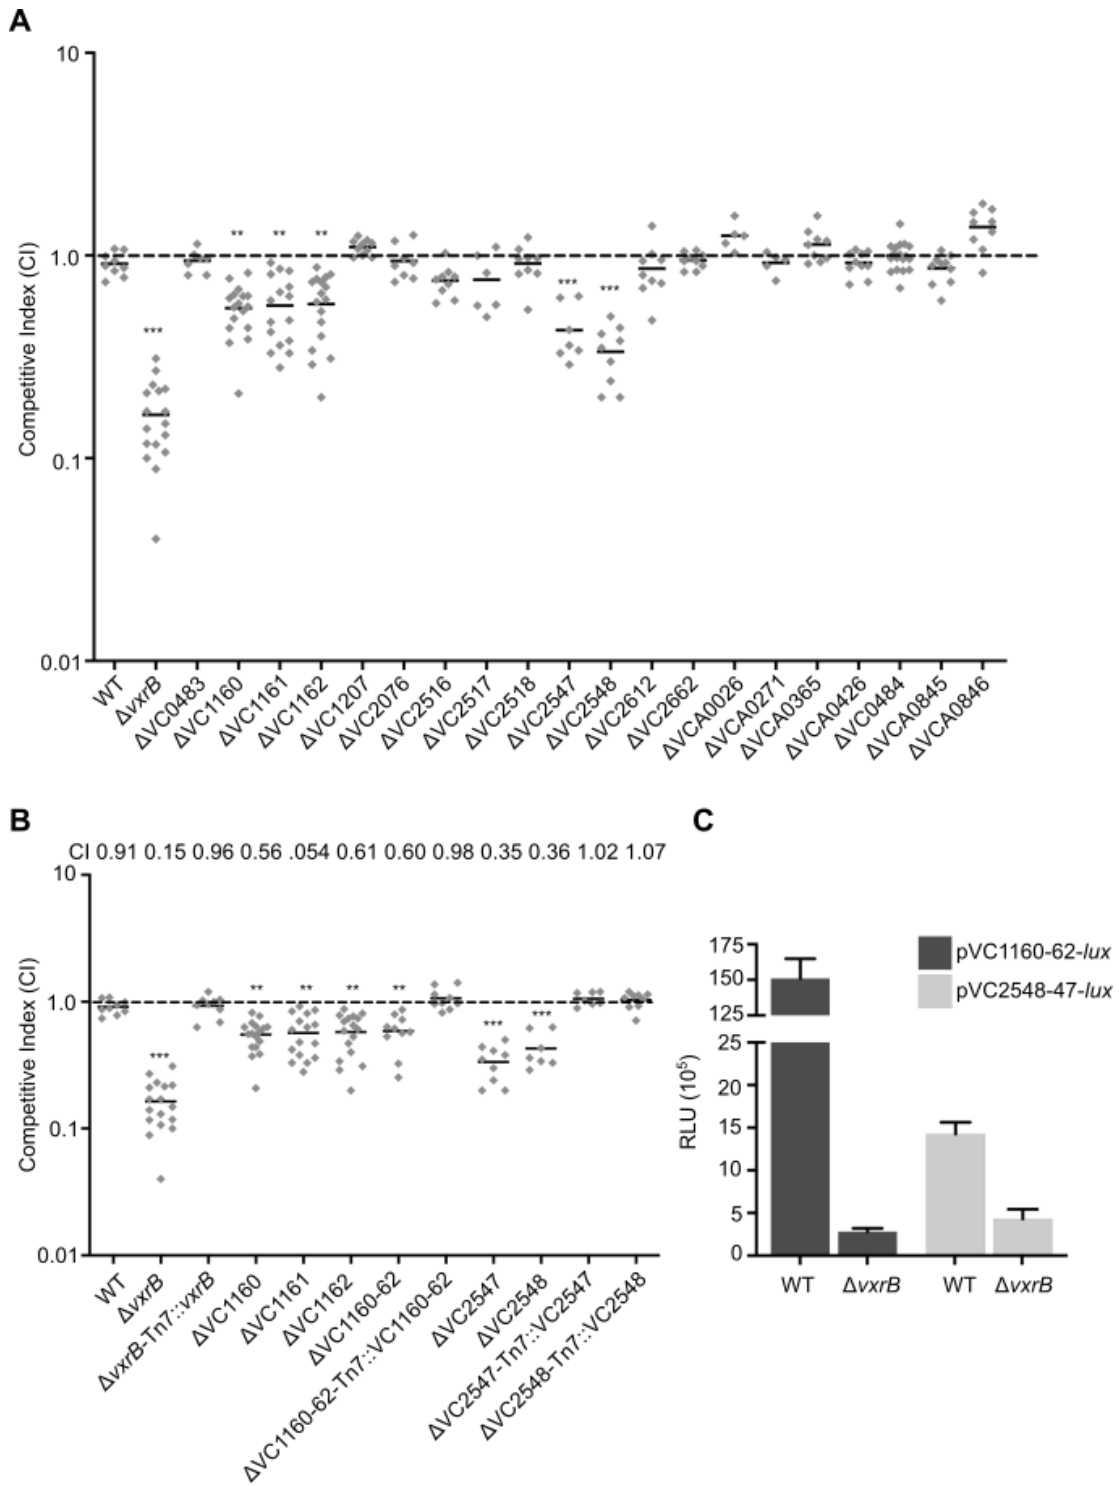 A
10
1.0
0.1
0.01
Competitive Index (CI)
***
**
**
**
***
***
WT
ΔvxrB
ΔVC0483
ΔVC1160
ΔVC1161
ΔVC1162
ΔVC1207
ΔVC2076
ΔVC2516
ΔVC2517
ΔVC2518
ΔVC2547
ΔVC2548
ΔVC2612
ΔVC2662
ΔVCA0026
ΔVCA0271
ΔVCA0365
ΔVCA0426
ΔVC0484
ΔVCA0845
ΔVCA0846
B
CI 0.91 0.15 0.96 0.56 .054 0.61 0.60 0.98 0.35 0.36 1.02 1.07
10
1.0
0.1
0.01
Competitive Index (CI)
***
**
**
**
**
***
***
WT
ΔvxrB
ΔvxrB-Tn7::vxrB
ΔVC1160
ΔVC1161
ΔVC1162
ΔVC1160-62
ΔVC1160-62-Tn7::VC1160-62
ΔVC2547
ΔVC2548
ΔVC2547-Tn7::VC2547
ΔVC2548-Tn7::VC2548
C
pVC1160-62-lux
pVC2548-47-lux
175
150
125
25
20
15
10
5
0
RLU (10⁵)
WT ΔvxrB WT ΔvxrB